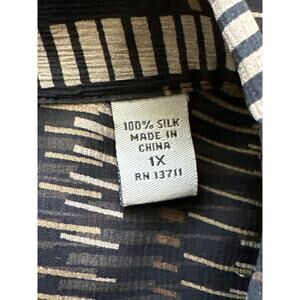 100% SILK
MADE IN
CHINA
1X
RN 13711